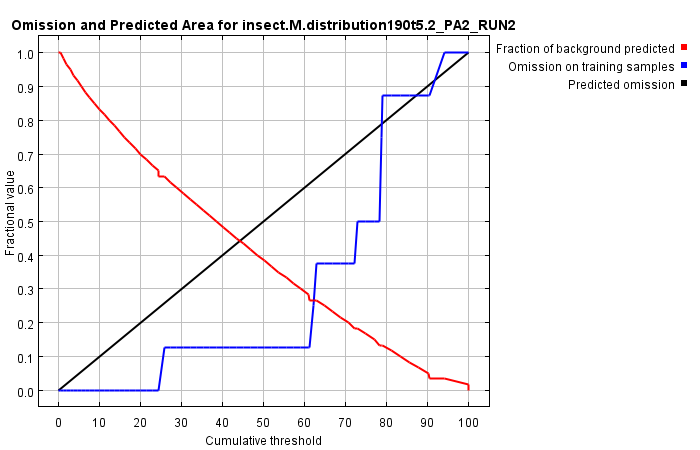 Omission and Predicted Area for insect.M.distribution190t5.2_PA2_RUN2
Fraction of background predicted
Omission on training samples
Predicted omission
1.0
0.9
0.8
0.7
0.6
0.5
0.4
0.3
0.2
0.1
0.0
Fractional value
0 10 20 30 40 50 60 70 80 90 100
Cumulative threshold